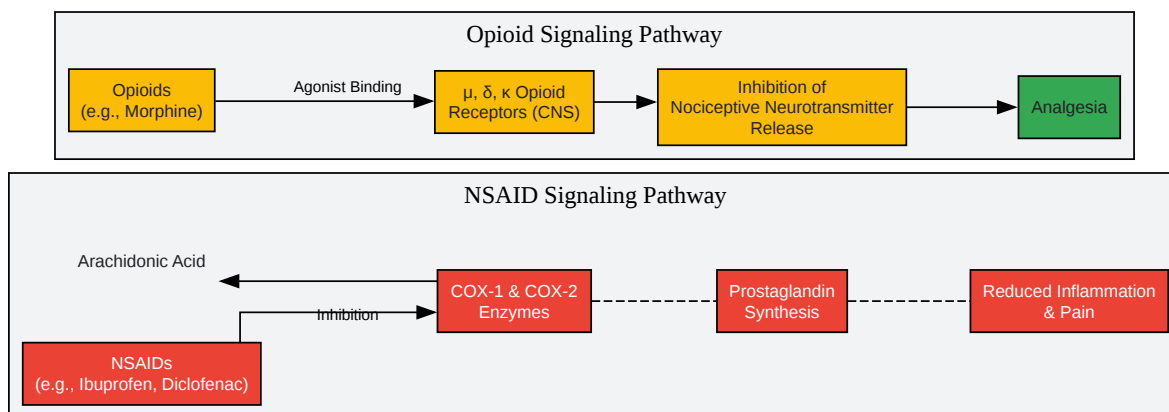 Opioid Signaling Pathway
Opioids
(e.g., Morphine)
Agonist Binding
μ, δ, κ Opioid
Receptors (CNS)
Inhibition of
Nociceptive Neurotransmitter
Release
Analgesia
NSAID Signaling Pathway
Arachidonic Acid
COX-1 & COX-2
Enzymes
Prostaglandin
Synthesis
Reduced Inflammation
& Pain
Inhibition
NSAIDs
(e.g., Ibuprofen, Diclofenac)